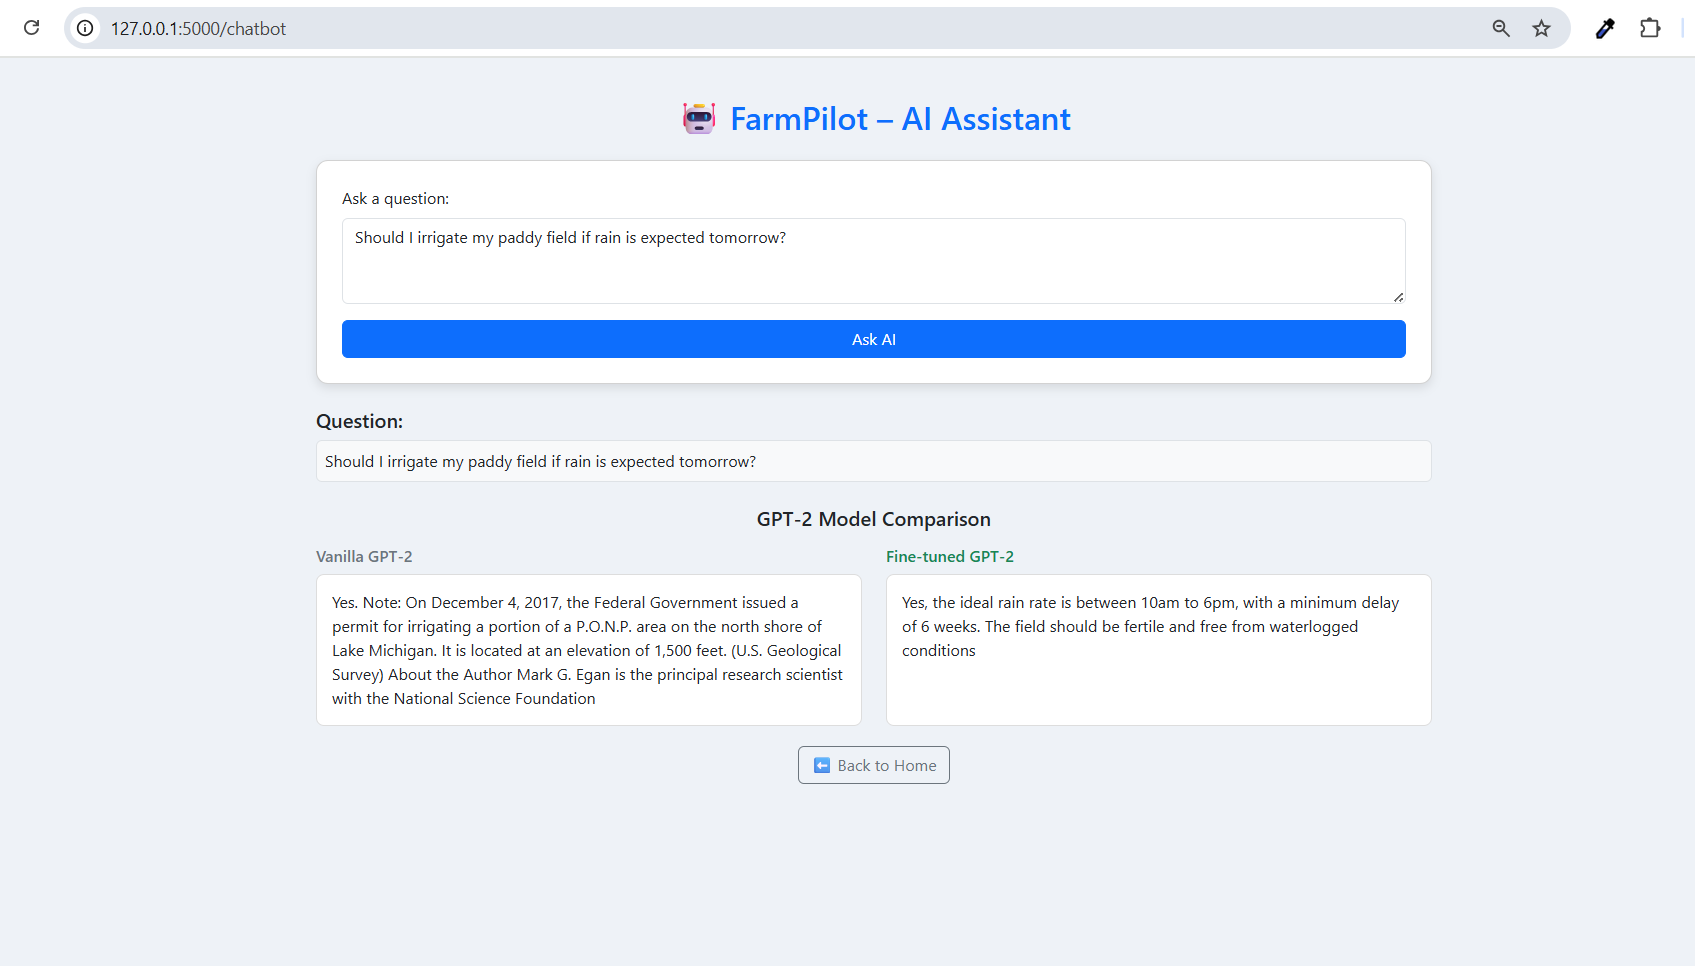 127.0.0.1:5000/chatbot
FarmPilot – AI Assistant
Ask a question:
Should I irrigate my paddy field if rain is expected tomorrow?
Ask AI
Question:
Should I irrigate my paddy field if rain is expected tomorrow?
GPT-2 Model Comparison
Vanilla GPT-2
Yes. Note: On December 4, 2017, the Federal Government issued a
permit for irrigating a portion of a P.O.N.P. area on the north shore of
Lake Michigan. It is located at an elevation of 1,500 feet. (U.S. Geological
Survey) About the Author Mark G. Egan is the principal research scientist
with the National Science Foundation
Fine-tuned GPT-2
Yes, the ideal rain rate is between 10am to 6pm, with a minimum delay
of 6 weeks. The field should be fertile and free from waterlogged
conditions
Back to Home